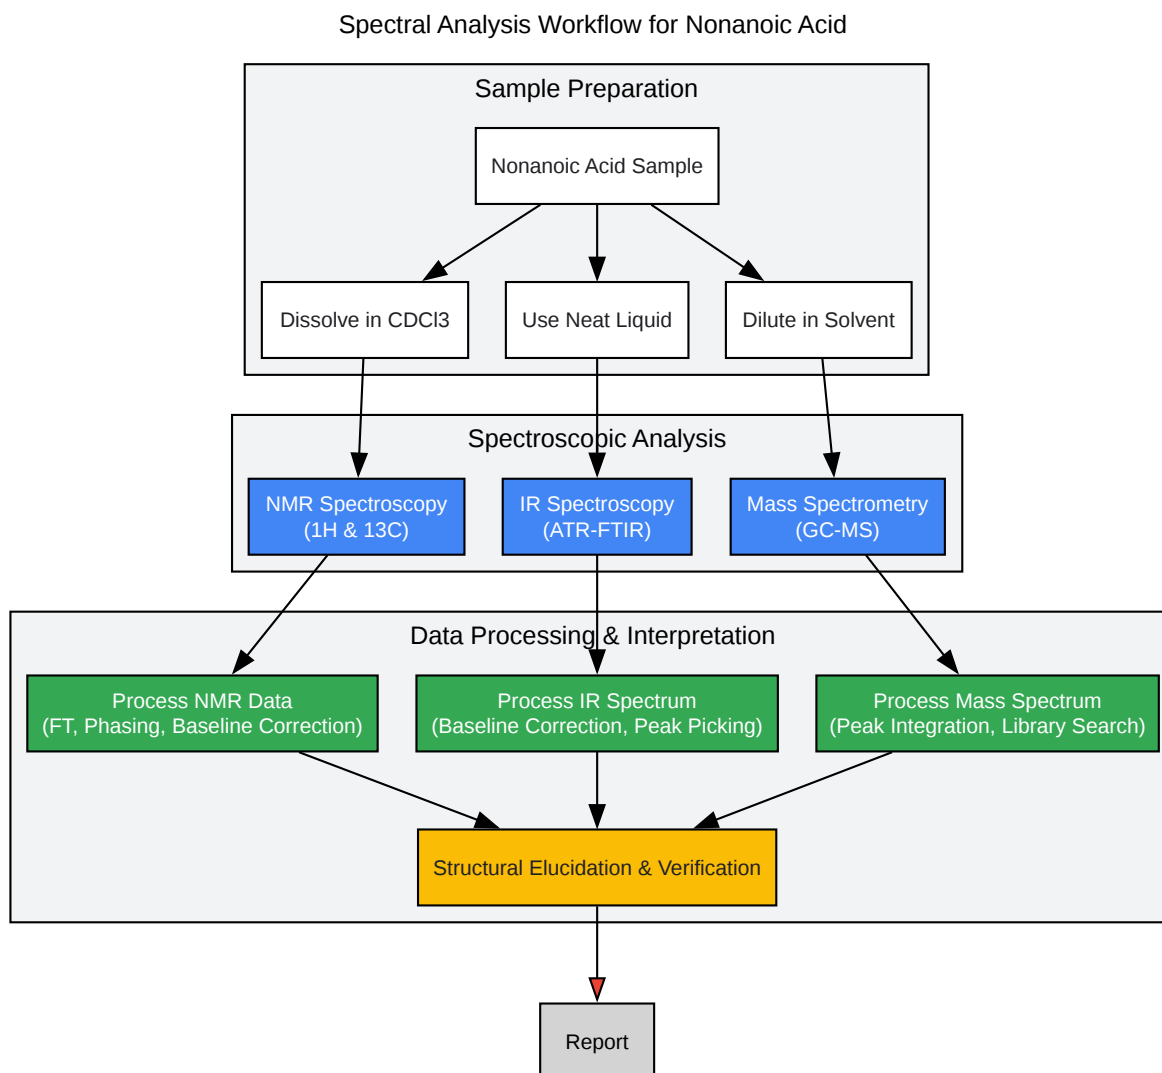 Spectral Analysis Workflow for Nonanoic Acid
Sample Preparation
Nonanoic Acid Sample
Dissolve in CDCl3
Use Neat Liquid
Dilute in Solvent
Spectroscopic Analysis
NMR Spectroscopy
(1H & 13C)
IR Spectroscopy
(ATR-FTIR)
Mass Spectrometry
(GC-MS)
Data Processing & Interpretation
Process NMR Data
(FT, Phasing, Baseline Correction)
Process IR Spectrum
(Baseline Correction, Peak Picking)
Process Mass Spectrum
(Peak Integration, Library Search)
Structural Elucidation & Verification
Report